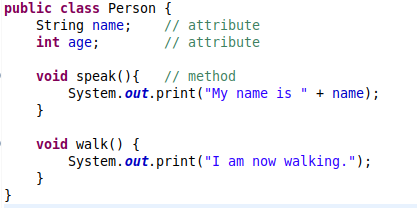 public class Person {
    String name;    // attribute
    int age;        // attribute

    void speak(){   // method
        System.out.print("My name is " + name);
    }

    void walk() {
        System.out.print("I am now walking.");
    }
}